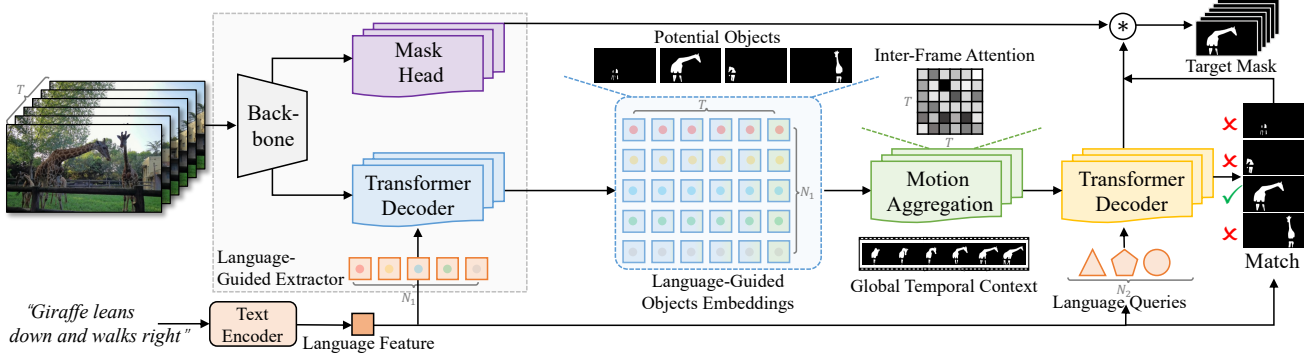 T
Back-
bone
Mask
Head
Transformer
Decoder
Language-
Guided Extractor
N₁
"Giraffe leans
down and walks right"
Text
Encoder
Language Feature
Potential Objects
T
N₁
Language-Guided
Objects Embeddings
Inter-Frame Attention
T
T
Motion
Aggregation
Global Temporal Context
Transformer
Decoder
N₂
Language Queries
*
Target Mask
Match